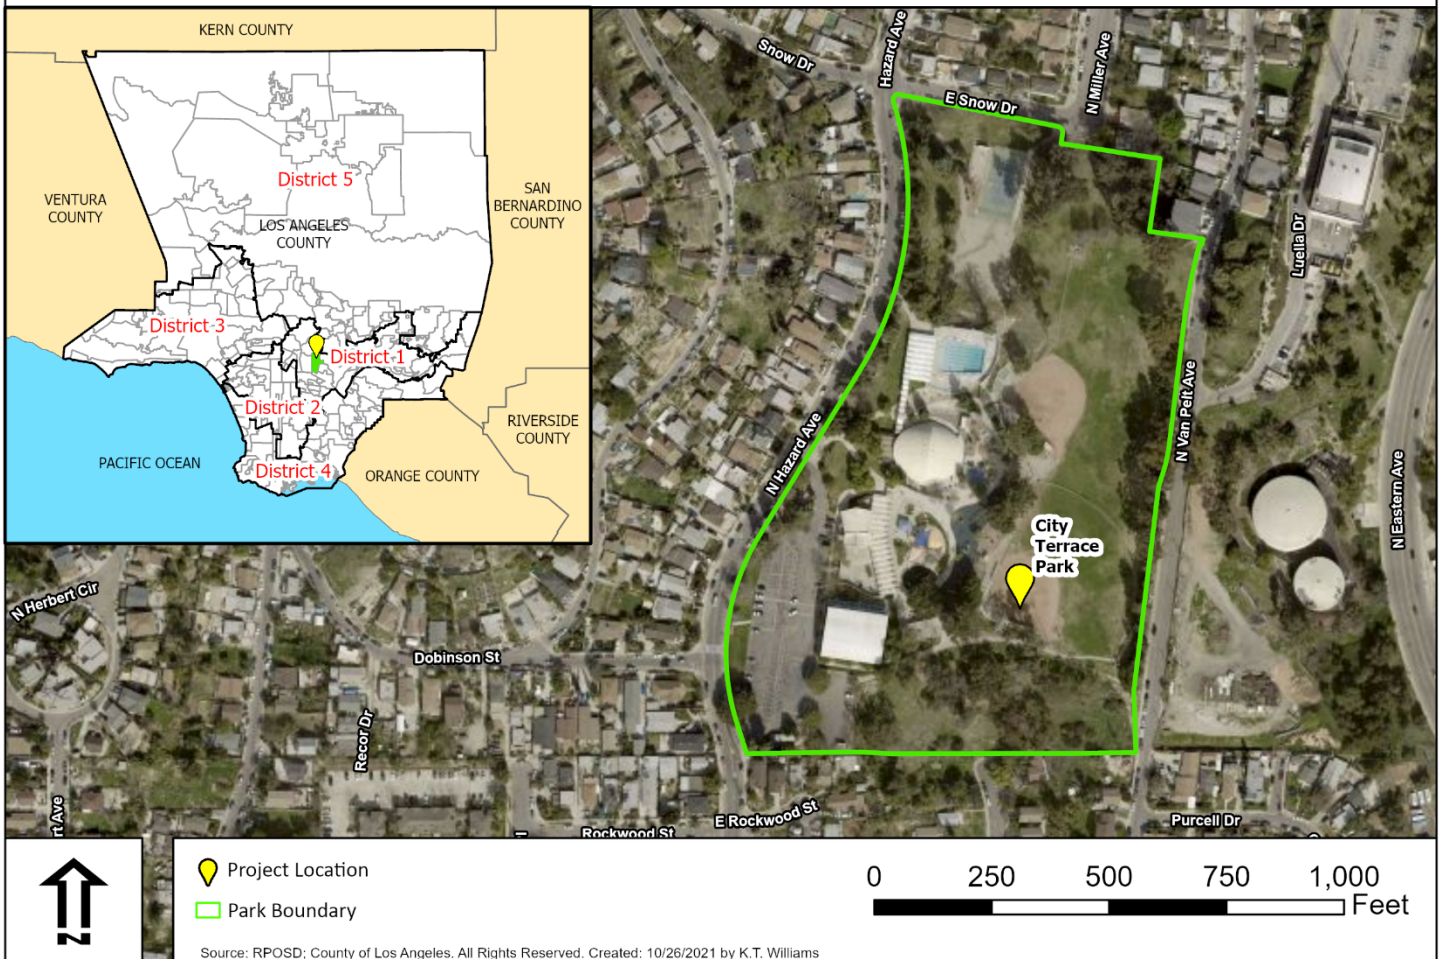 KERN COUNTY
VENTURA
COUNTY
District 5
LOS ANGELES
COUNTY
SAN
BERNARDINO
COUNTY
District 3
District 1
District 2
District 4
PACIFIC OCEAN
ORANGE COUNTY
RIVERSIDE
COUNTY
Snow Dr
Hazard Ave
E Snow Dr
N Miller Ave
Luella Dr
N Hazard Ave
N Van Pelt Ave
N Eastern Ave
City
Terrace
Park
N Herbert Cir
Dobinson St
Recor Dr
rt Ave
Rockwood St
E Rockwood St
Purcell Dr
N
Project Location
Park Boundary
0 250 500 750 1,000
Feet
Source: RPOSD; County of Los Angeles. All Rights Reserved. Created: 10/26/2021 by K.T. Williams